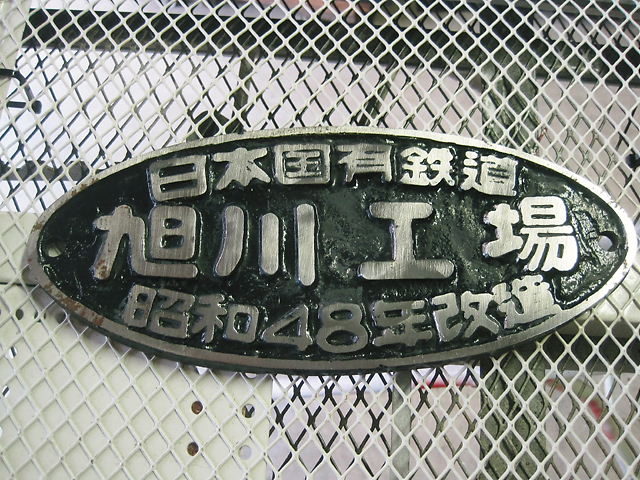 日本国有鉄道
旭川工場
昭和48年改造